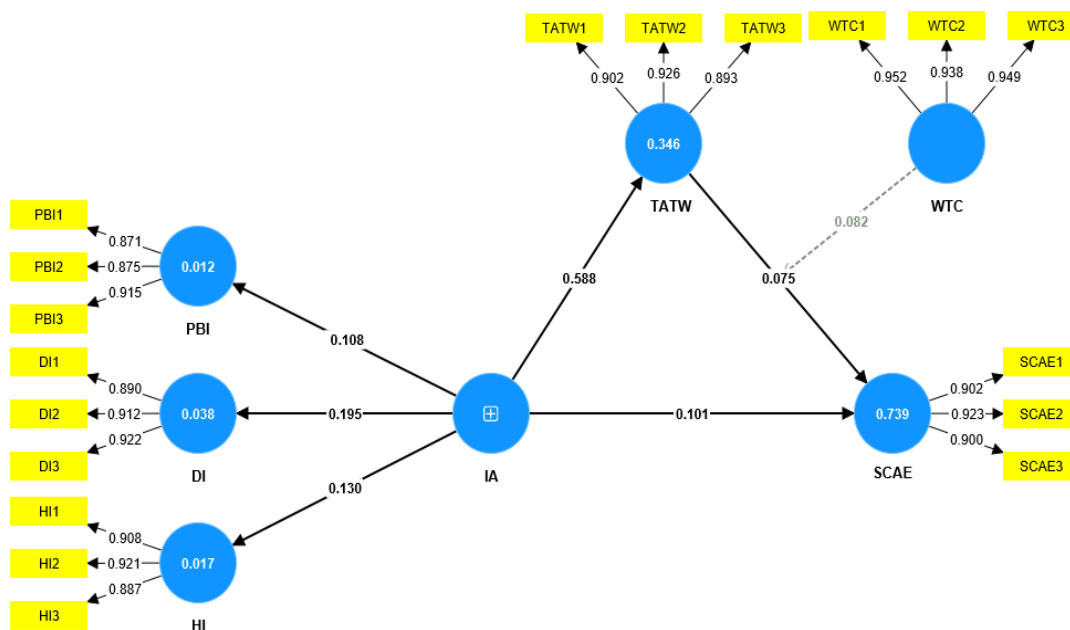 TATW1
TATW2
TATW3
WTC1
WTC2
WTC3
0.902
0.926
0.893
0.952
0.938
0.949
0.346
TATW
WTC
PBI1
PBI2
PBI3
0.871
0.875
0.915
0.012
PBI
0.082
0.588
0.075
0.108
DI1
DI2
DI3
0.890
0.912
0.922
0.038
DI
0.195
IA
0.101
0.739
SCAE
0.902
0.923
0.900
SCAE1
SCAE2
SCAE3
0.130
HI1
HI2
HI3
0.908
0.921
0.887
0.017
HI